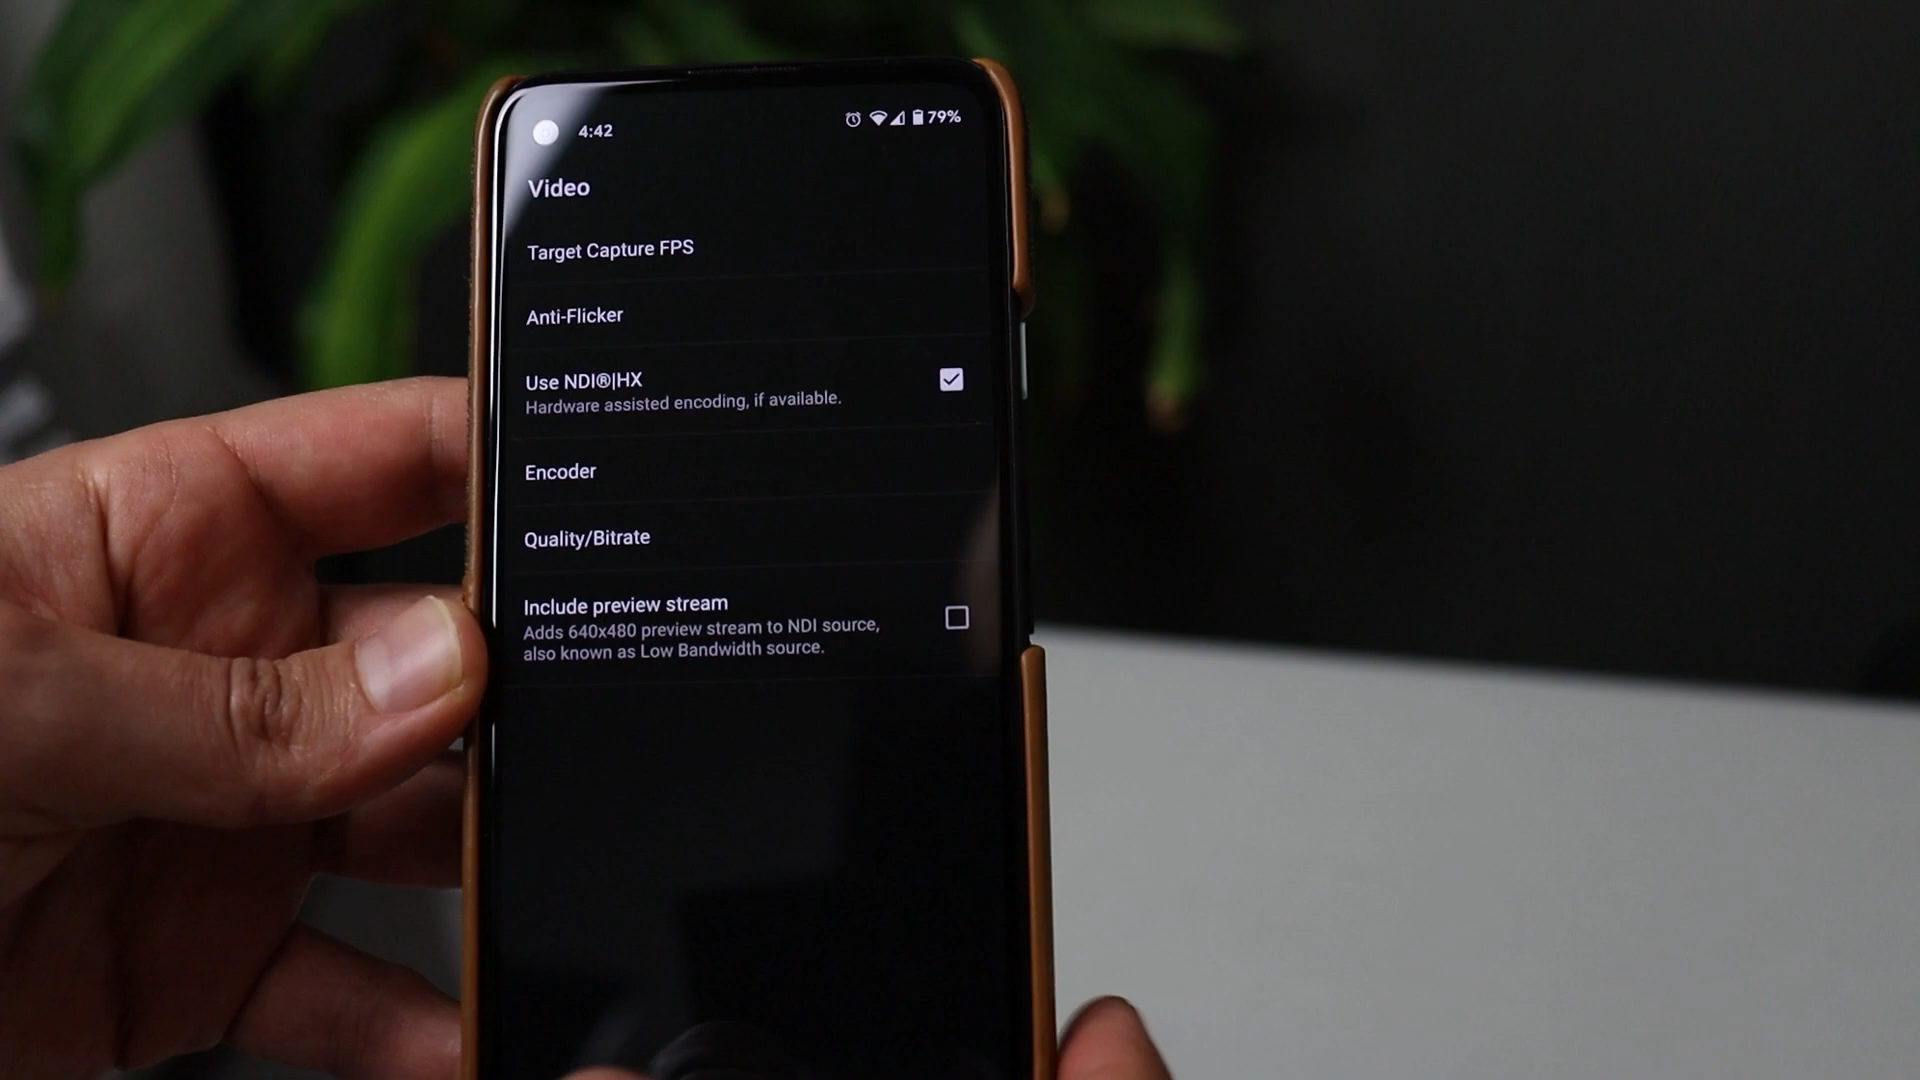 4:42
79%
Video
Target Capture FPS
Anti-Flicker
Use NDI®|HX
Hardware assisted encoding, if available.
Encoder
Quality/Bitrate
Include preview stream
Adds 640x480 preview stream to NDI source,
also known as Low Bandwidth source.